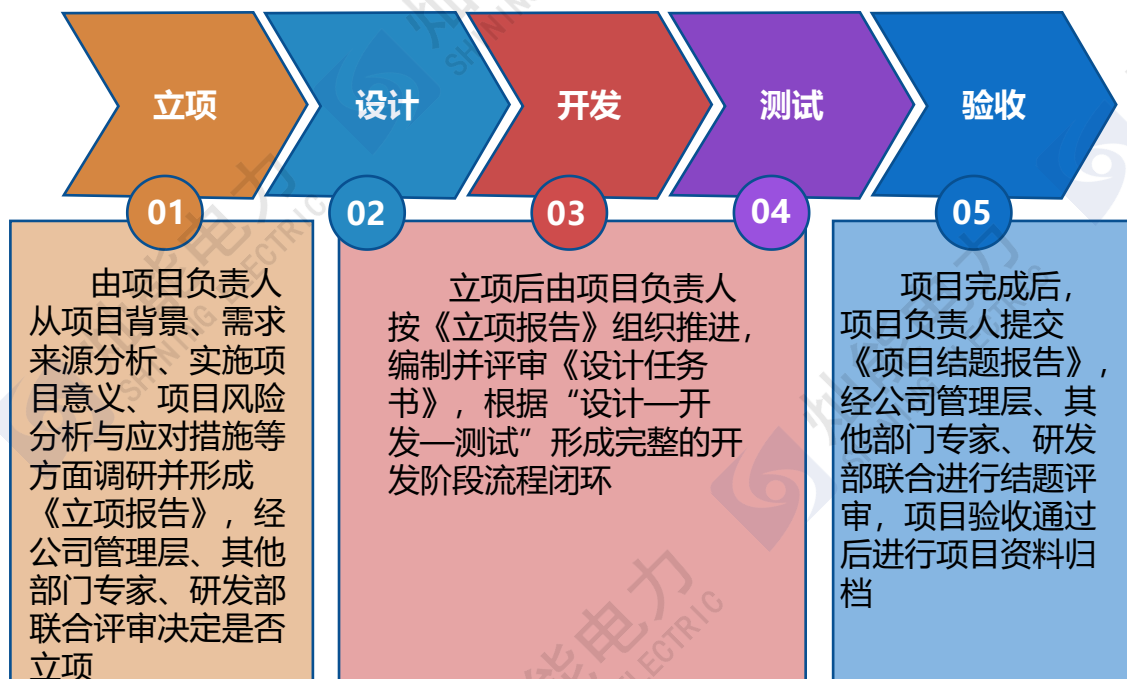 立项
设计
开发
测试
验收
01
02
03
04
05
由项目负责人
从项目背景、需求
来源分析、实施项
目意义、项目风险
分析与应对措施等
方面调研并形成
《立项报告》，经
公司管理层、其他
部门专家、研发部
联合评审决定是否
立项
立项后由项目负责人
按《立项报告》组织推进，
编制并评审《设计任务
书》，根据“设计—开
发—测试”形成完整的开
发阶段流程闭环
项目完成后，
项目负责人提交
《项目结题报告》，
经公司管理层、其
他部门专家、研发
部联合进行结题评
审，项目验收通过
后进行项目资料归
档
灿能电力
SHINING ELECTRIC